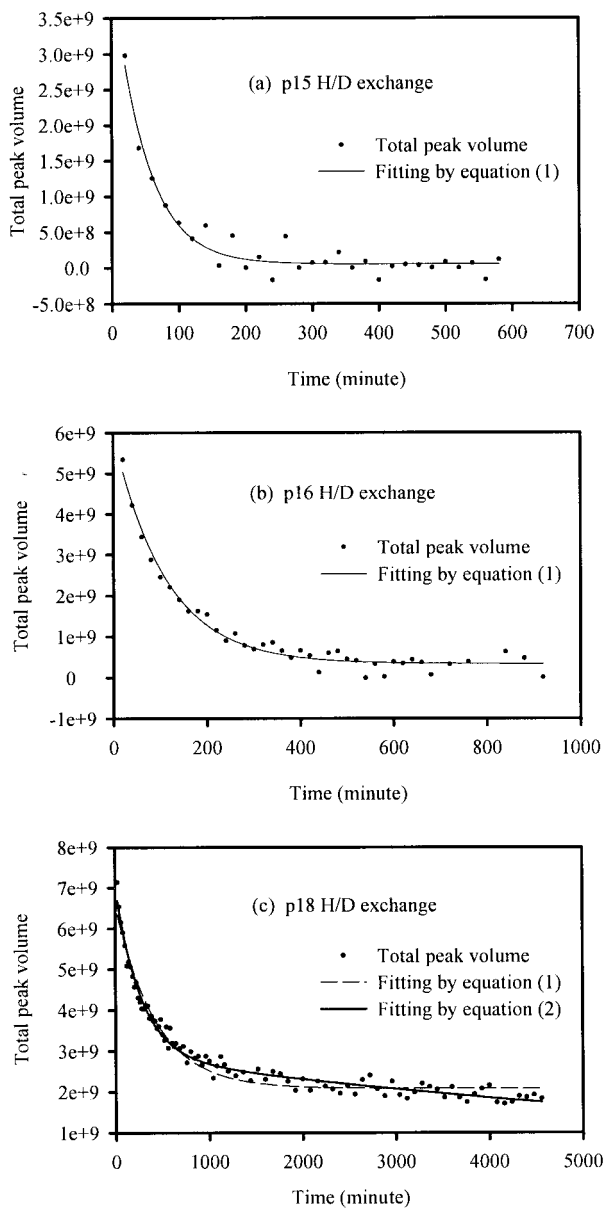 3.5e+9
3.0e+9
2.5e+9
2.0e+9
1.5e+9
1.0e+9
5.0e+8
0.0
-5.0e+8
Total peak volume
(a) p15 H/D exchange
Total peak volume
Fitting by equation (1)
0 100 200 300 400 500 600 700
Time (minute)
6e+9
5e+9
4e+9
3e+9
2e+9
1e+9
0
-1e+9
Total peak volume
(b) p16 H/D exchange
Total peak volume
Fitting by equation (1)
0 200 400 600 800 1000
Time (minute)
8e+9
7e+9
6e+9
5e+9
4e+9
3e+9
2e+9
1e+9
Total peak volume
(c) p18 H/D exchange
Total peak volume
Fitting by equation (1)
Fitting by equation (2)
0 1000 2000 3000 4000 5000
Time (minute)